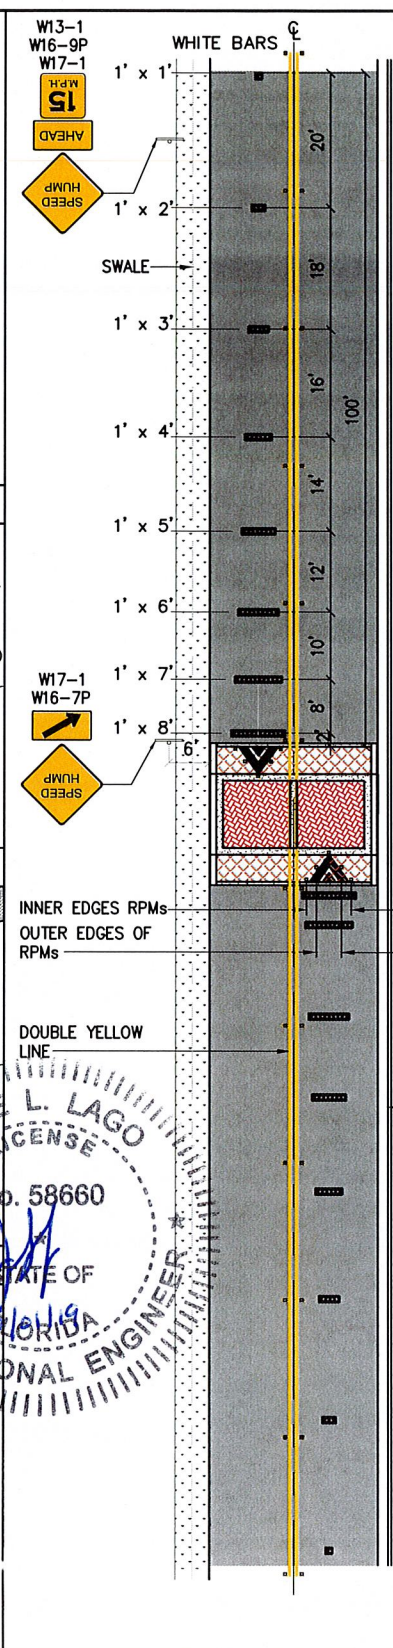 W13-1
W16-9P
W17-1
15
M.P.H.
AHEAD
SPEED
HUMP
WHITE BARS
℄
1' x 1'
1' x 2'
SWALE
1' x 3'
1' x 4'
1' x 5'
1' x 6'
1' x 7'
1' x 8'
20'
18'
16'
100'
14'
12'
10'
8'
2'
6'
W17-1
W16-7P
SPEED
HUMP
INNER EDGES RPMs
OUTER EDGES OF
RPMs
DOUBLE YELLOW
LINE
L. LAGO
ICENSE
o. 58660
STATE OF
FLORIDA
ONAL ENGINEER